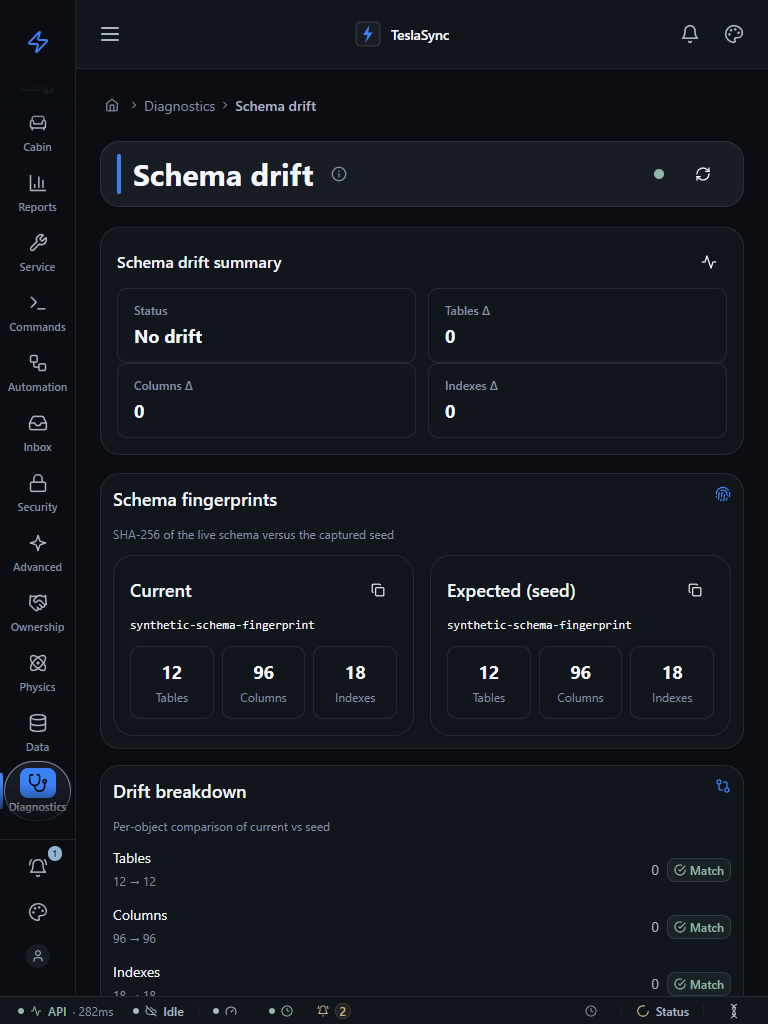 TeslaSync
Energy
Cabin
Reports
Service
Commands
Automation
Inbox
Security
Advanced
Ownership
Physics
Data
Diagnostics
1
Diagnostics Schema drift
Schema drift
Schema drift summary
Status
No drift
Tables Δ
0
Columns Δ
0
Indexes Δ
0
Schema fingerprints
SHA-256 of the live schema versus the captured seed
Current
synthetic-schema-fingerprint
12 96 18
Tables Columns Indexes
Expected (seed)
synthetic-schema-fingerprint
12 96 18
Tables Columns Indexes
Drift breakdown
Per-object comparison of current vs seed
Tables
12 → 12
0 Match
Columns
96 → 96
0 Match
Indexes
18 → 18
0 Match
API · 282ms Idle 2 Status